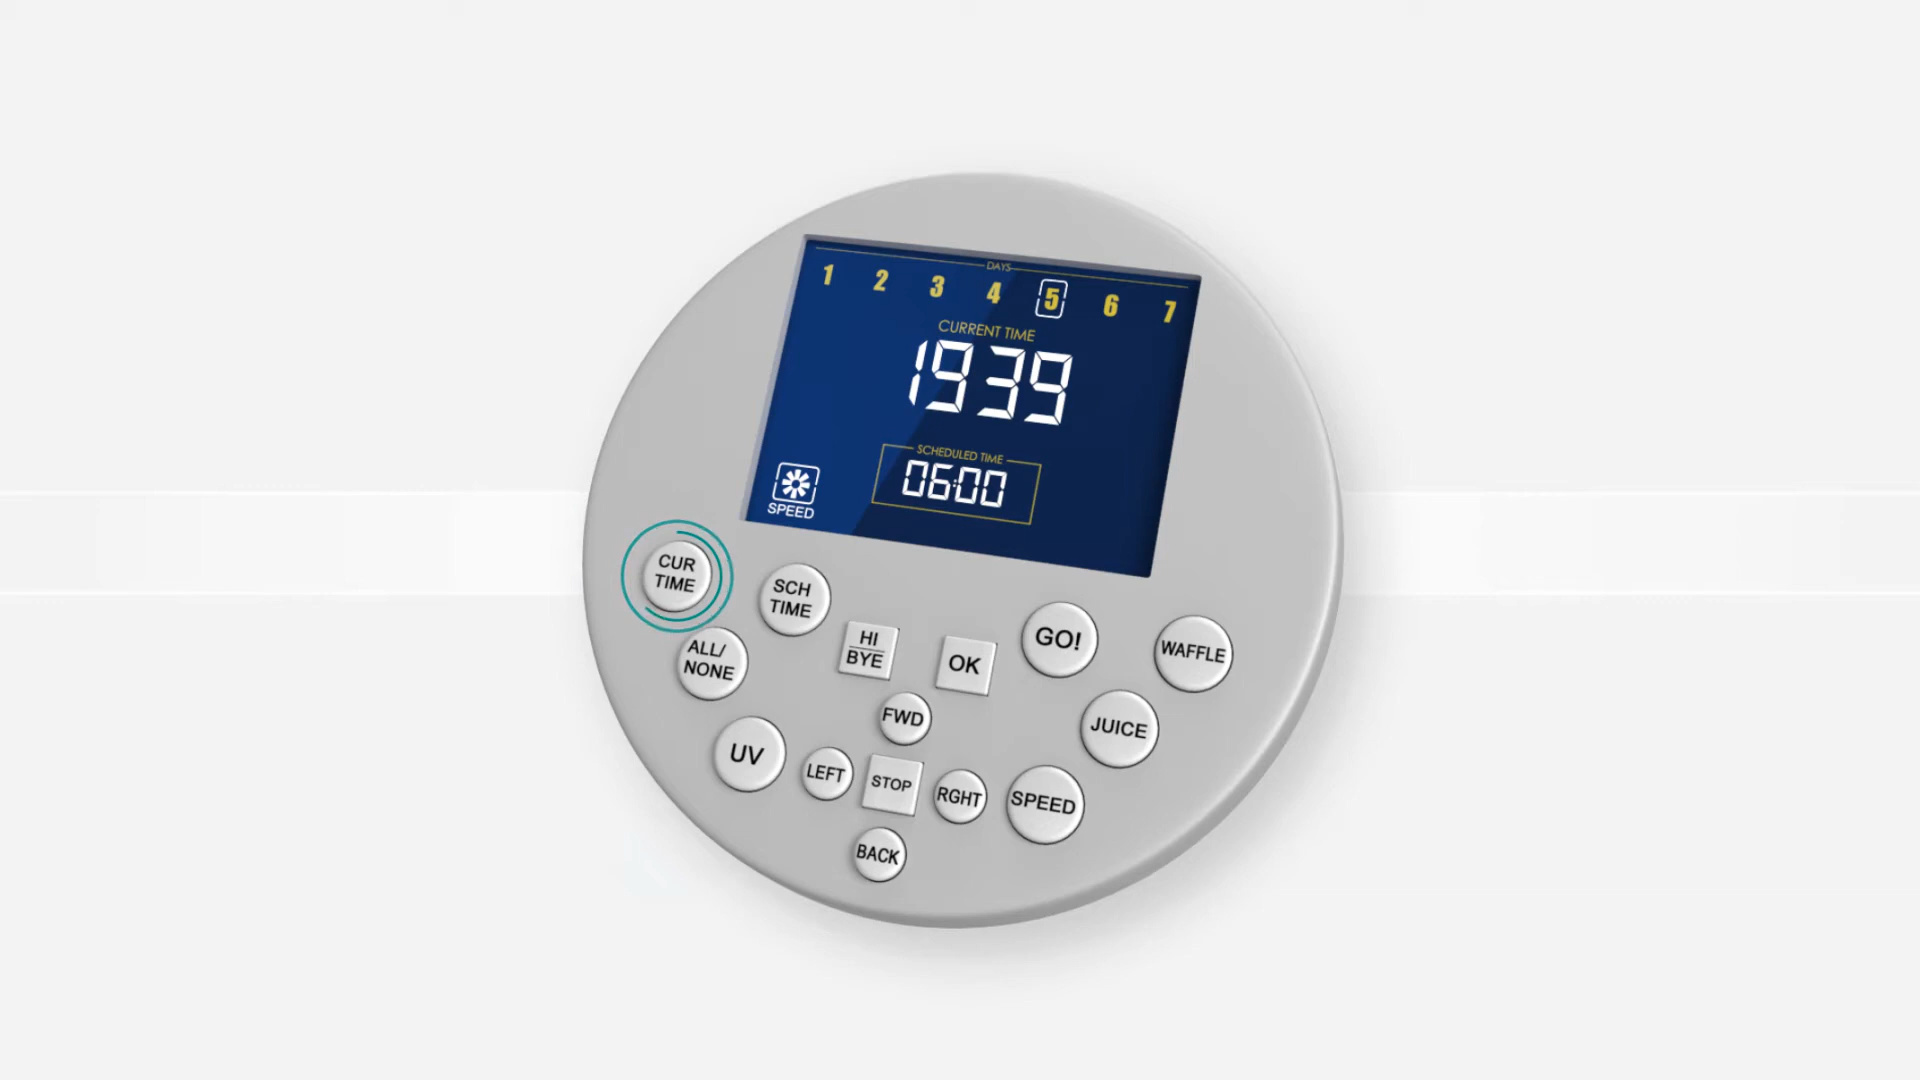 DAYS
1 2 3 4 5 6 7
CURRENT TIME
1939
SCHEDULED TIME
06:00
SPEED
CUR
TIME
SCH
TIME
HI
BYE
OK
GO!
WAFFLE
ALL/
NONE
FWD
JUICE
UV
LEFT
STOP
RGHT
SPEED
BACK